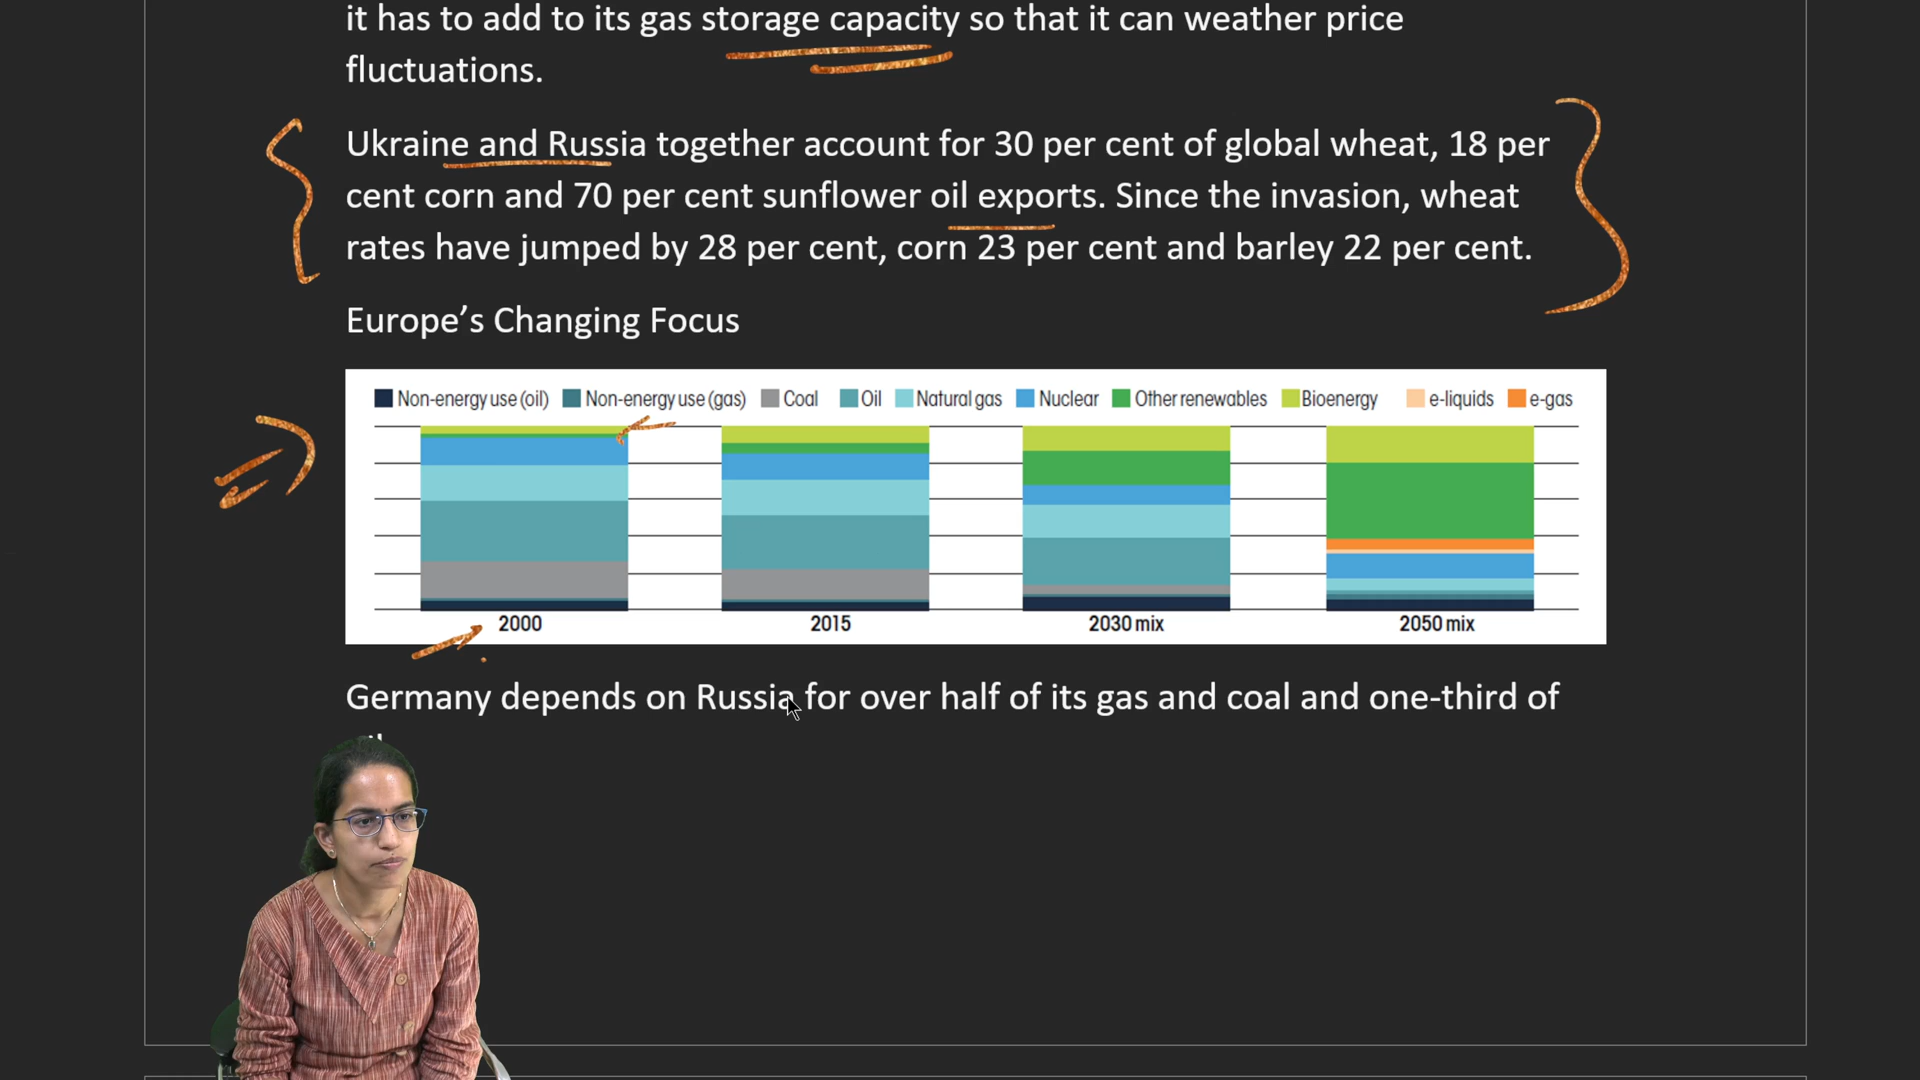 it has to add to its gas storage capacity so that it can weather price
fluctuations.
Ukraine and Russia together account for 30 per cent of global wheat, 18 per
cent corn and 70 per cent sunflower oil exports. Since the invasion, wheat
rates have jumped by 28 per cent, corn 23 per cent and barley 22 per cent.
Europe’s Changing Focus
Non-energy use (oil) Non-energy use (gas) Coal Oil Natural gas Nuclear Other renewables Bioenergy e-liquids e-gas
2000 2015 2030 mix 2050 mix
Germany depends on Russia for over half of its gas and coal and one-third of